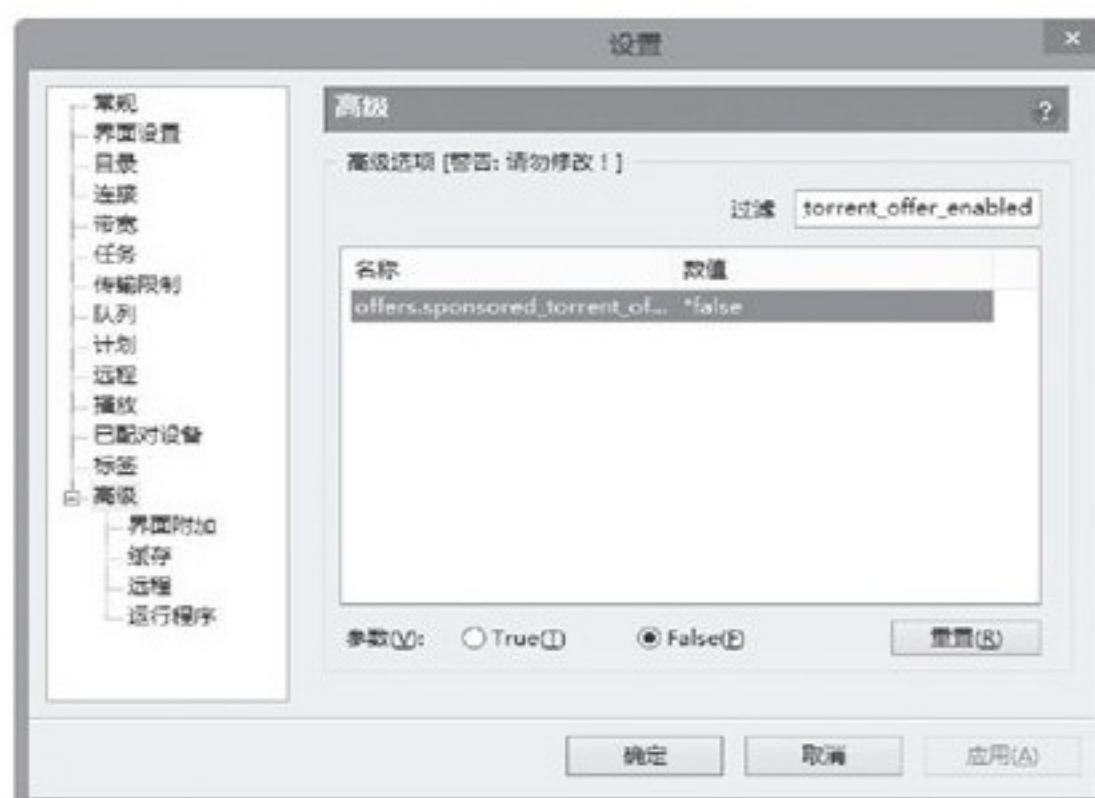 设置
常规
界面设置
目录
连接
带宽
任务
传输限制
队列
计划
远程
播放
已配对设备
标签
高级
界面附加
缓存
远程
运行程序
高级
?
高级选项 [警告: 请勿修改！]
过滤 torrent_offer_enabled
名称 数值
offers.sponsored_torrent_of... *false
参数(V): True(T) False(F) 重置(R)
确定 取消 应用(A)